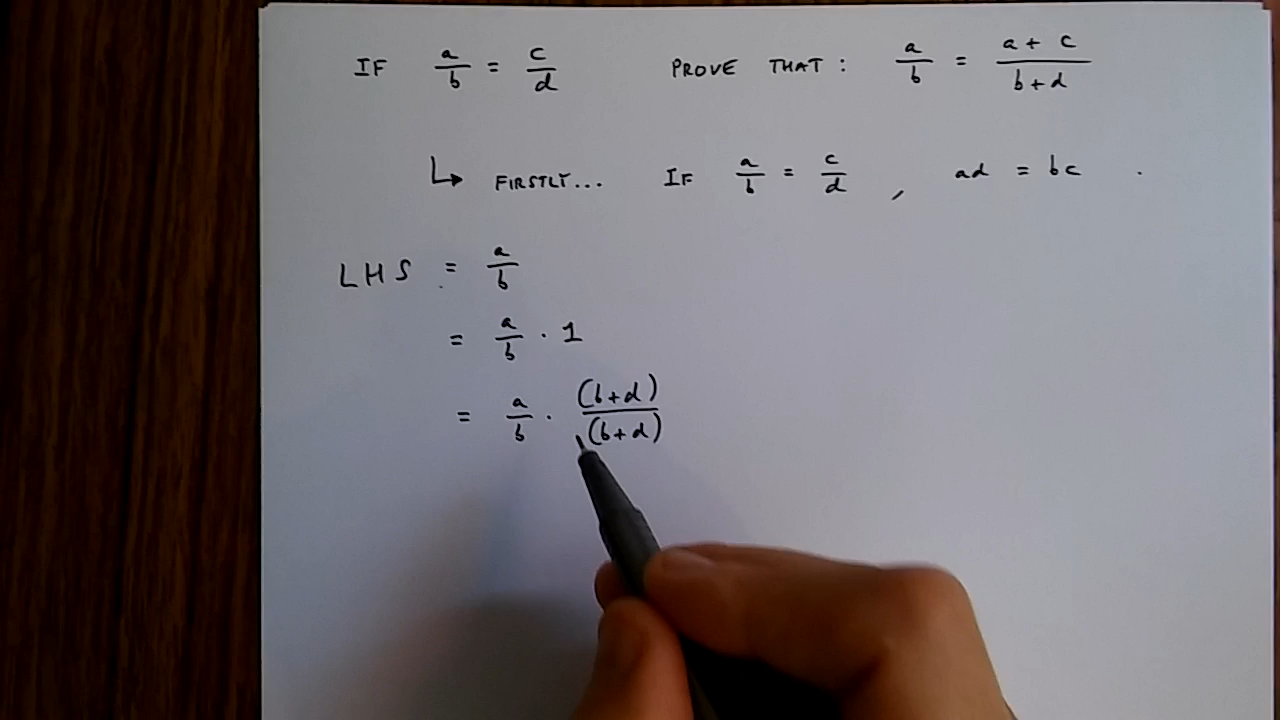 IF a/b = c/d PROVE THAT: a/b = (a + c)/(b + d)
↳ FIRSTLY... IF a/b = c/d , ad = bc .
LHS = a/b
= a/b · 1
= a/b · (b+d)/(b+d)